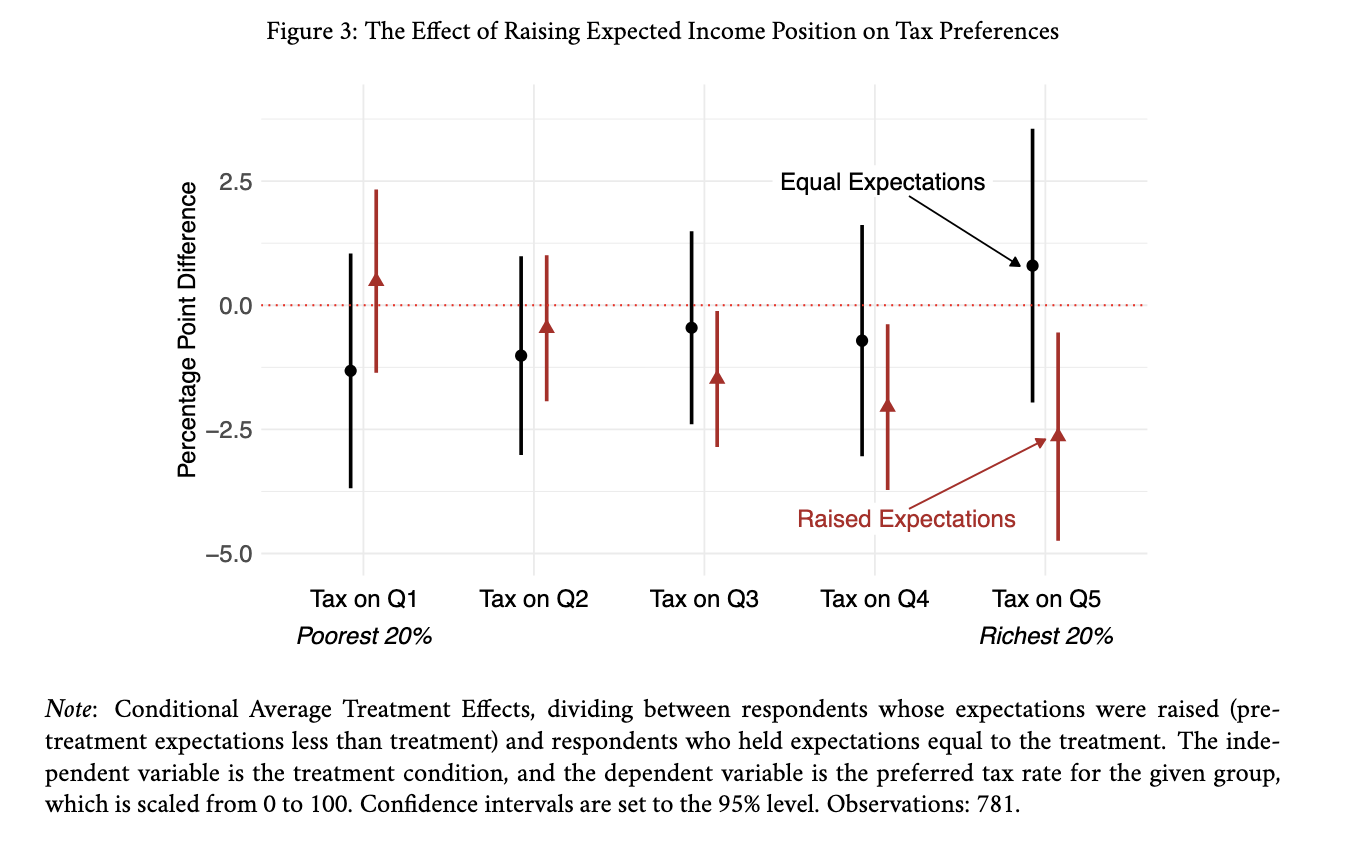 Figure 3: The Effect of Raising Expected Income Position on Tax Preferences
Percentage Point Difference
2.5
0.0
−2.5
−5.0
Equal Expectations
Raised Expectations
Tax on Q1
Tax on Q2
Tax on Q3
Tax on Q4
Tax on Q5
Poorest 20%
Richest 20%
Note: Conditional Average Treatment Effects, dividing between respondents whose expectations were raised (pre-
treatment expectations less than treatment) and respondents who held expectations equal to the treatment. The inde-
pendent variable is the treatment condition, and the dependent variable is the preferred tax rate for the given group,
which is scaled from 0 to 100. Confidence intervals are set to the 95% level. Observations: 781.